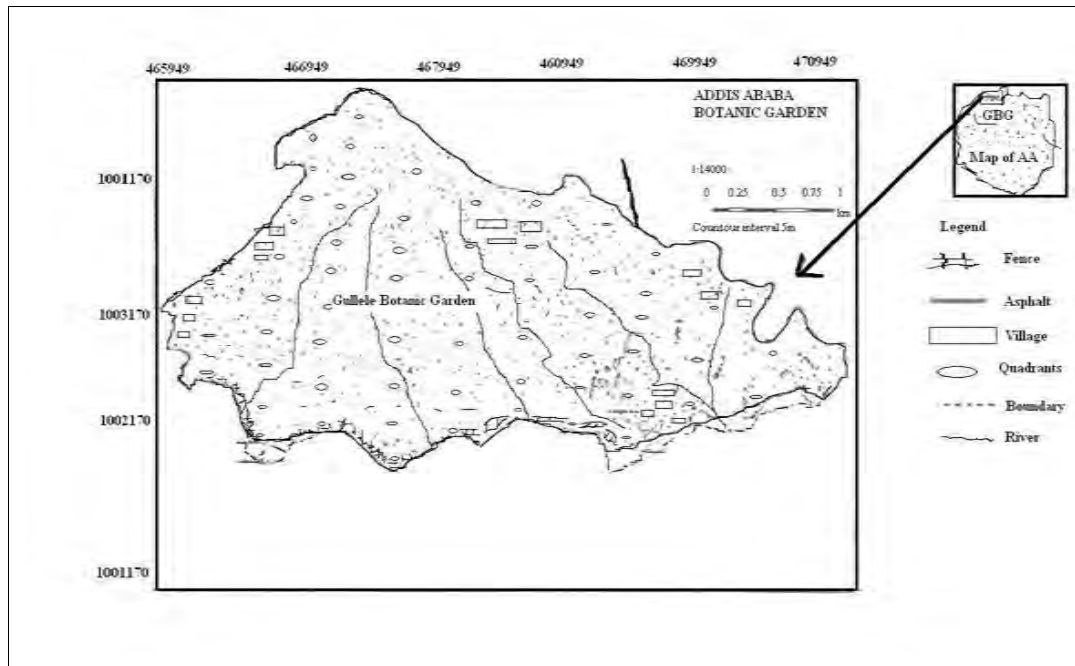 465949 466949 467949 460949 469949 470949
ADDIS ABABA
BOTANIC GARDEN
GBG
Map of AA
1001170
1:14000
0 0.25 0.5 0.75 1
km
Countour interval 5m
Legend
Fence
Gullele Botanic Garden
Asphalt
1003170
Village
Quadrants
Boundary
1002170
River
1001170